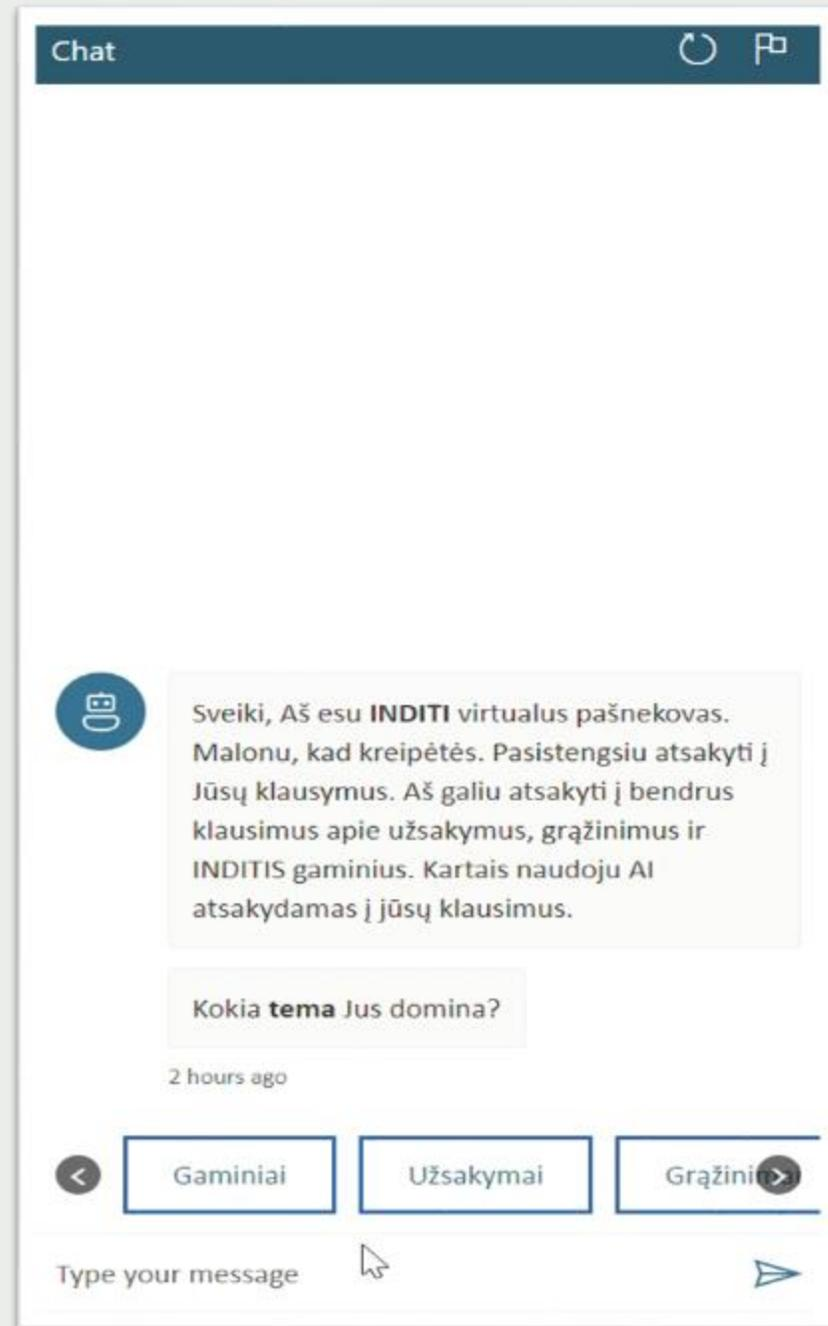 Chat
Sveiki, Aš esu INDITI virtualus pašnekovas.
Malonu, kad kreipėtės. Pasistengsiu atsakyti į
Jūsų klausymus. Aš galiu atsakyti į bendrus
klausimus apie užsakymus, grąžinimus ir
INDITIS gaminius. Kartais naudoju AI
atsakydamas į jūsų klausimus.
Kokia tema Jus domina?
2 hours ago
Gaminiai
Užsakymai
Type your message